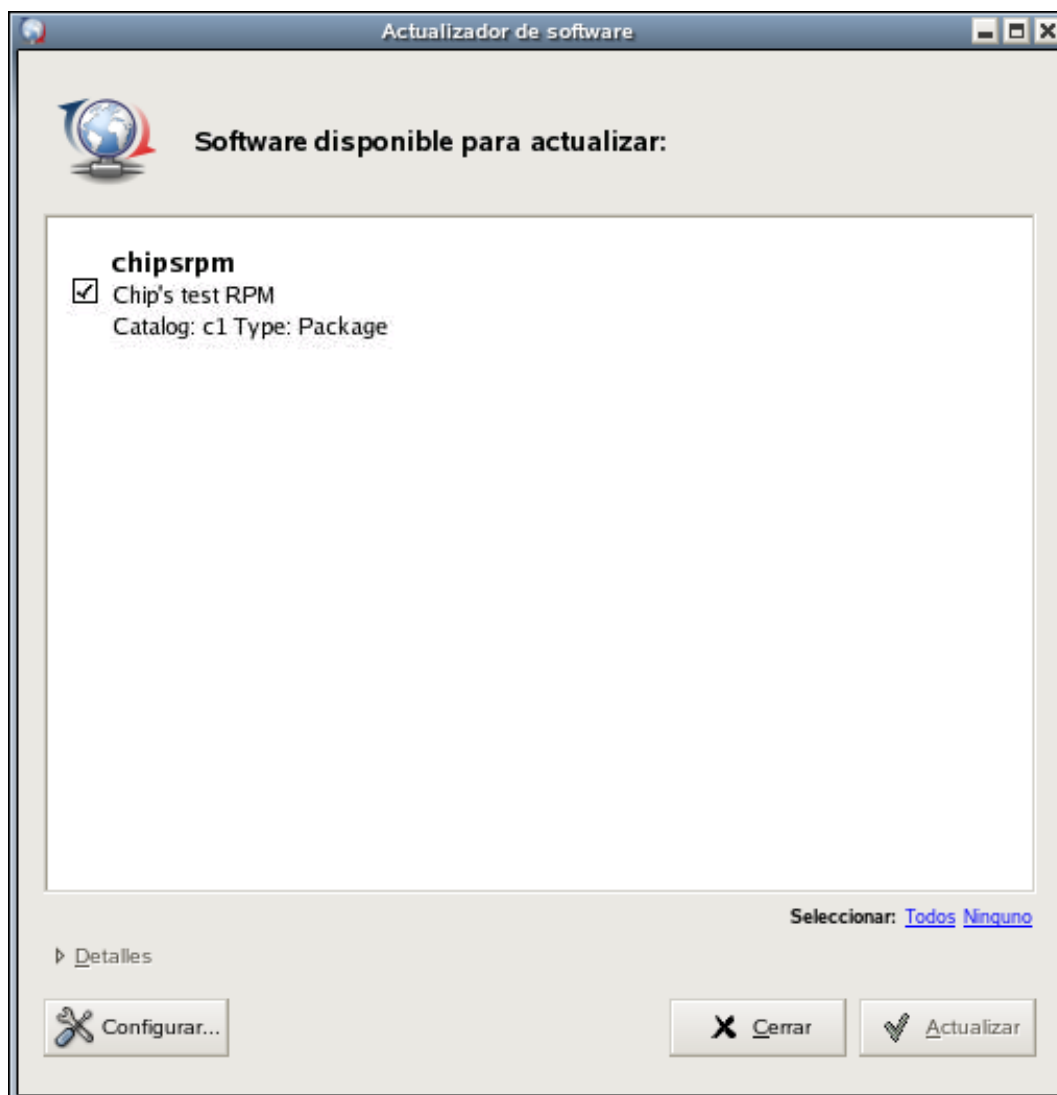 Actualizador de software
Software disponible para actualizar:
chipsrpm
Chip's test RPM
Catalog: c1 Type: Package
Seleccionar: Todos Ninguno
Detalles
Configurar...
Cerrar
Actualizar